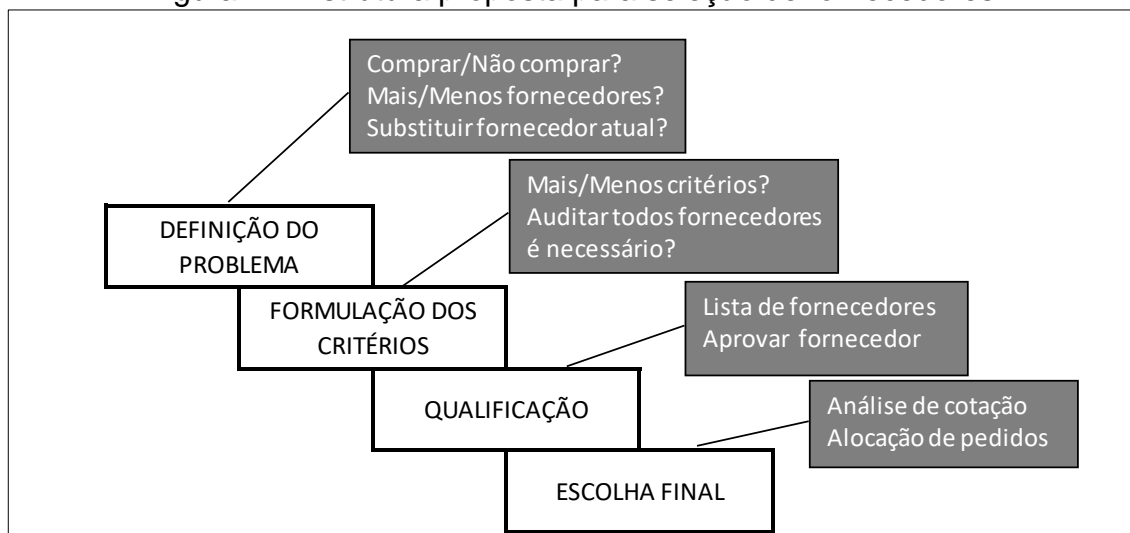 Comprar/Não comprar?
Mais/Menos fornecedores?
Substituir fornecedor atual?
Mais/Menos critérios?
Auditar todos fornecedores
é necessário?
DEFINIÇÃO DO
PROBLEMA
FORMULAÇÃO DOS
CRITÉRIOS
Lista de fornecedores
Aprovar fornecedor
QUALIFICAÇÃO
Análise de cotação
Alocação de pedidos
ESCOLHA FINAL